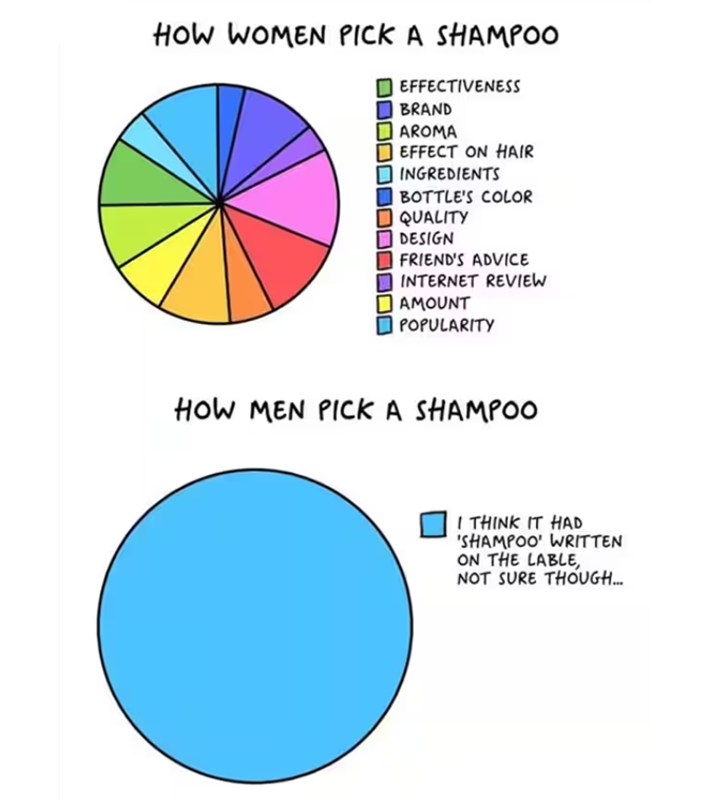 HOW WOMEN PICK A SHAMPOO
EFFECTIVENESS
BRAND
AROMA
EFFECT ON HAIR
INGREDIENTS
BOTTLE'S COLOR
QUALITY
DESIGN
FRIEND'S ADVICE
INTERNET REVIEW
AMOUNT
POPULARITY
HOW MEN PICK A SHAMPOO
I THINK IT HAD
'SHAMPOO' WRITTEN
ON THE LABLE,
NOT SURE THOUGH...